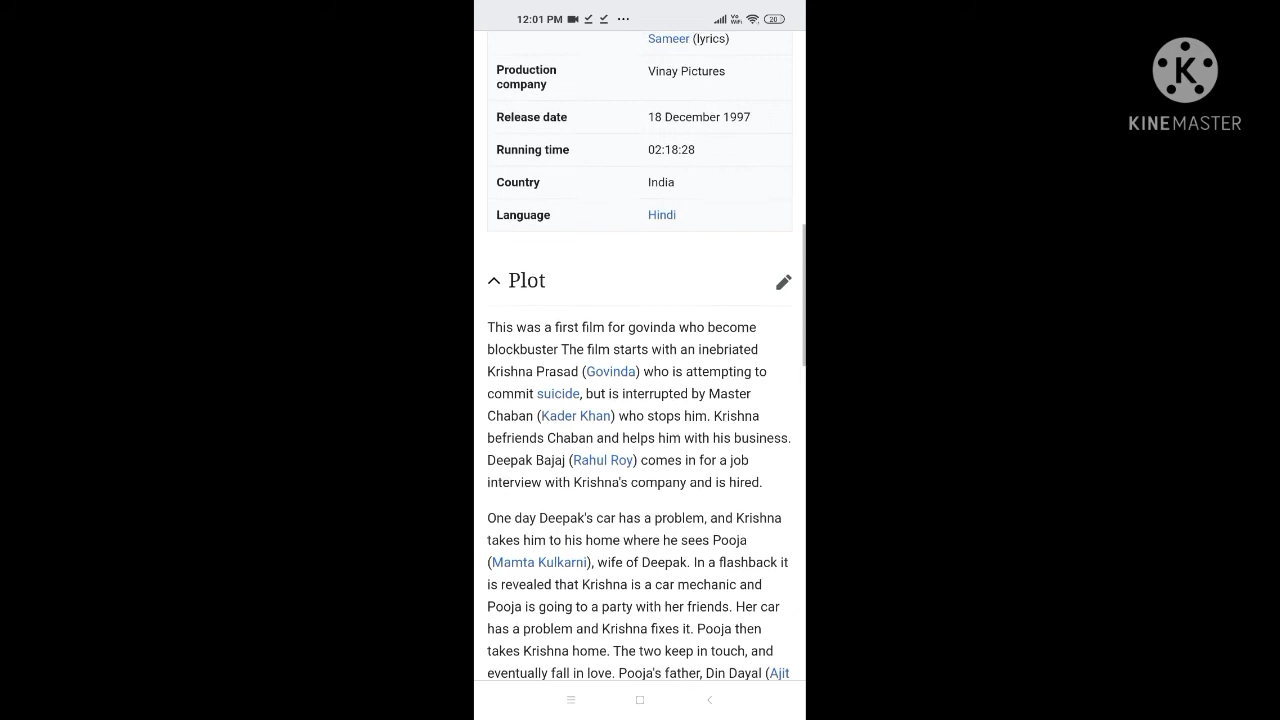 12:01 PM
Vo
WiFi
20
Sameer (lyrics)
Production
company
Vinay Pictures
Release date
18 December 1997
Running time
02:18:28
Country
India
Language
Hindi
Plot
This was a first film for govinda who become
blockbuster The film starts with an inebriated
Krishna Prasad (Govinda) who is attempting to
commit suicide, but is interrupted by Master
Chaban (Kader Khan) who stops him. Krishna
befriends Chaban and helps him with his business.
Deepak Bajaj (Rahul Roy) comes in for a job
interview with Krishna's company and is hired.
One day Deepak's car has a problem, and Krishna
takes him to his home where he sees Pooja
(Mamta Kulkarni), wife of Deepak. In a flashback it
is revealed that Krishna is a car mechanic and
Pooja is going to a party with her friends. Her car
has a problem and Krishna fixes it. Pooja then
takes Krishna home. The two keep in touch, and
eventually fall in love. Pooja's father, Din Dayal (Ajit
K
KINEMASTER